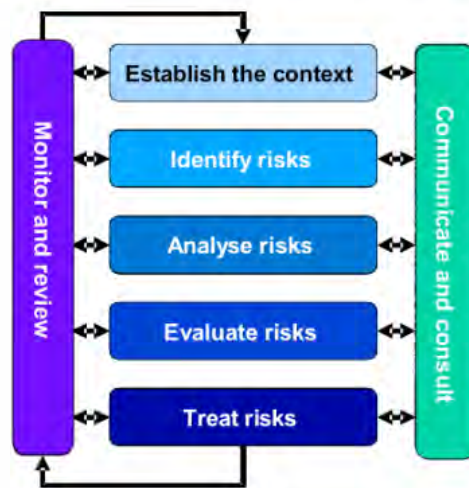 Establish the context
Identify risks
Analyse risks
Evaluate risks
Treat risks
Monitor and review
Communicate and consult